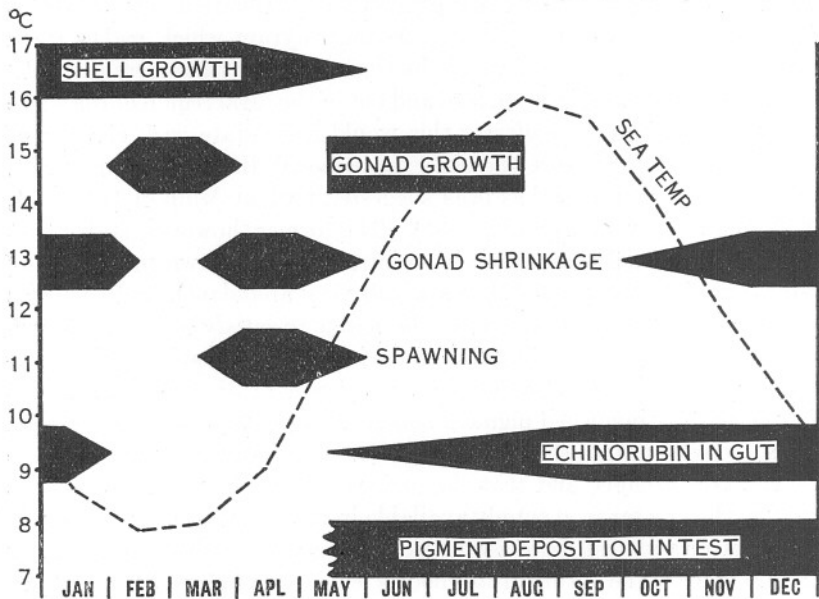 °C
17
SHELL GROWTH
16
SEA TEMP
15
GONAD GROWTH
14
13
GONAD SHRINKAGE
12
11
SPAWNING
10
ECHINORUBIN IN GUT
9
8
PIGMENT DEPOSITION IN TEST
7
JAN FEB MAR APL MAY JUN JUL AUG SEP OCT NOV DEC